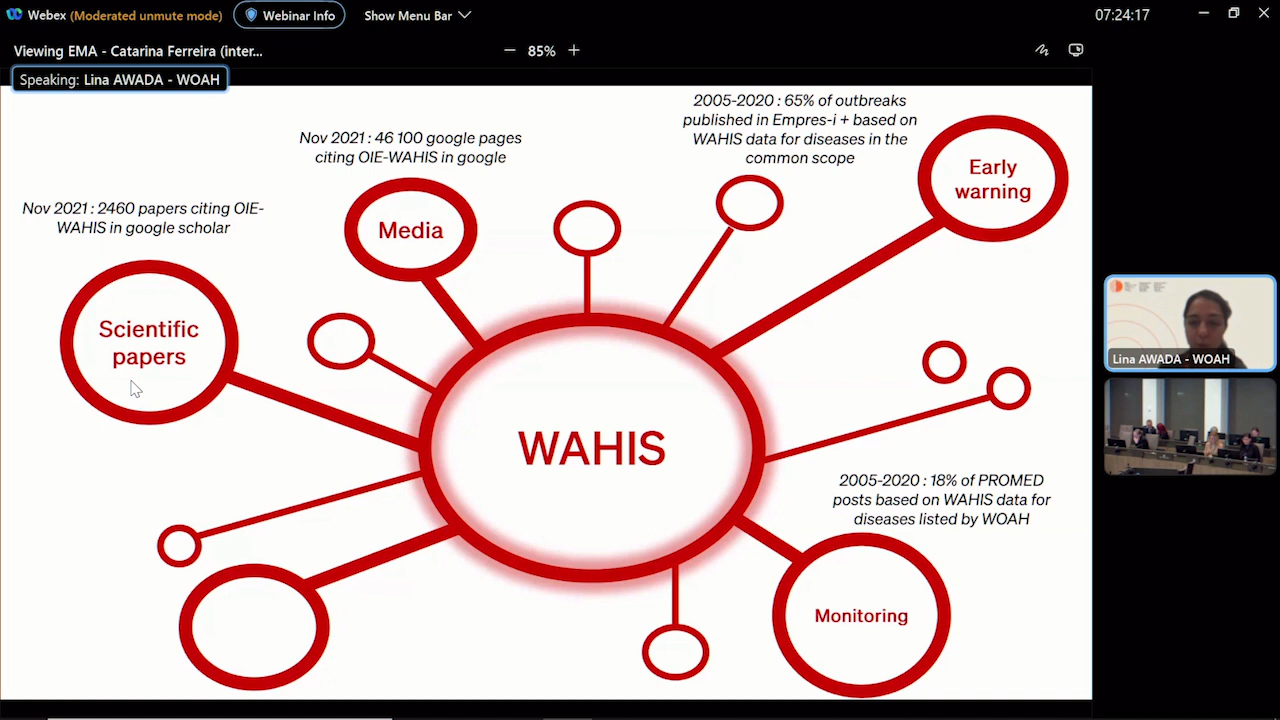 Webex (Moderated unmute mode) Webinar Info Show Menu Bar 07:24:17
Viewing EMA - Catarina Ferreira (inter... 85%
Speaking: Lina AWADA - WOAH
2005-2020 : 65% of outbreaks
published in Empres-i + based on
WAHIS data for diseases in the
common scope
Nov 2021 : 46 100 google pages
citing OIE-WAHIS in google
Early
warning
Nov 2021 : 2460 papers citing OIE-
WAHIS in google scholar
Media
Scientific
papers
Lina AWADA - WOAH
WAHIS
2005-2020 : 18% of PROMED
posts based on WAHIS data for
diseases listed by WOAH
Monitoring